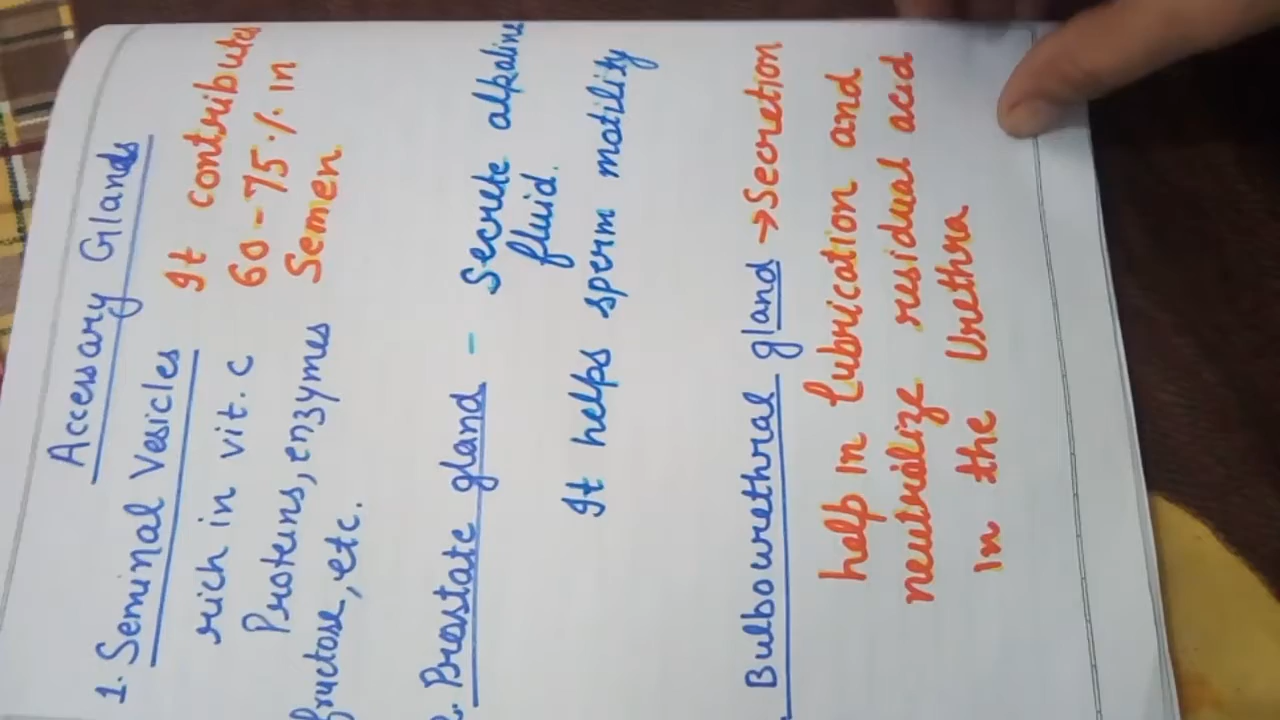 Accessary Glands
1. Seminal Vesicles
rich in vit. C
Proteins, enzymes
fructose, etc.
It contributes
60-75% in
Semen
2. Prostate gland - Secrete alkaline
fluid.
It helps sperm motility
Bulbourethral gland → Secretion
help in lubrication and
neutrialize residual acid
in the Urethra